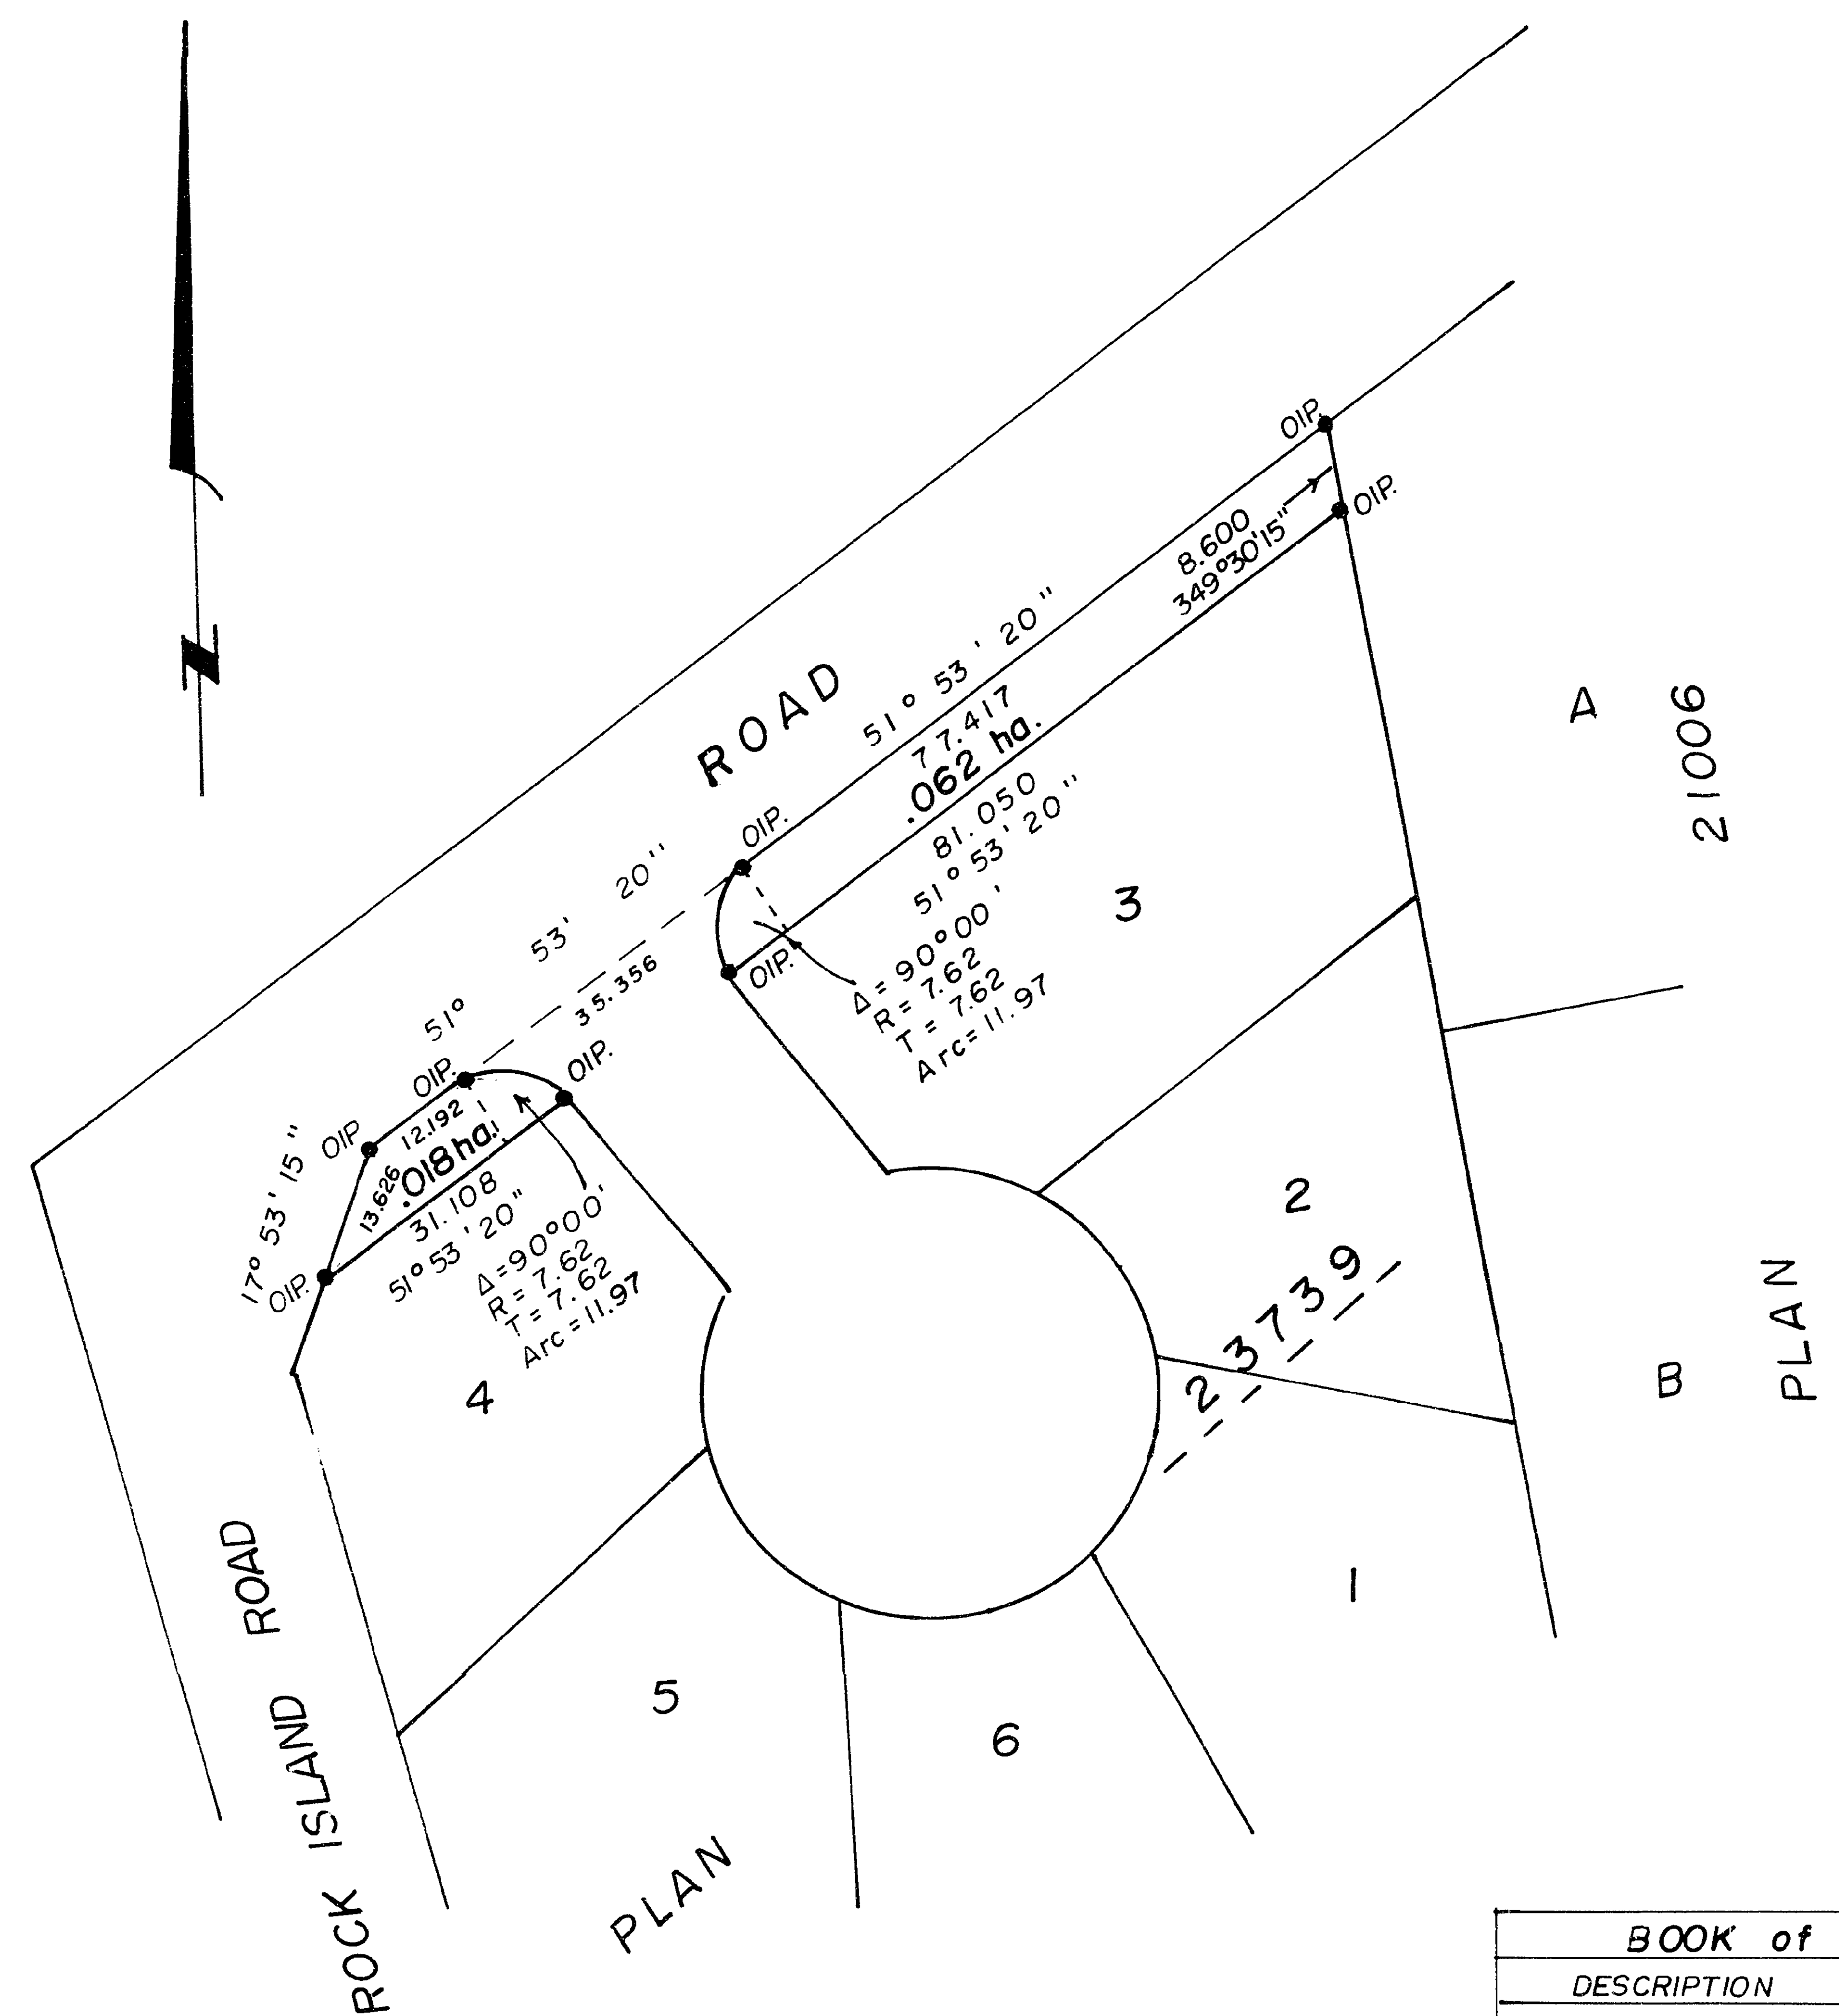 N
ROAD
OIP.
OIP.
8.600
349°30'15"
51° 53' 20"
77.417
.062 ha.
81.050
51° 53' 20"
Δ = 90°00'
R = 7.62
T = 7.62
Arc = 11.97
OIP.
OIP.
51° 53' 20"
35.356
OIP.
OIP.
OIP
12.192
.018 ha.
13.626
17° 53' 15"
OIP.
31.108
51° 53' 20"
Δ = 90°00'
R = 7.62
T = 7.62
Arc = 11.97
3
2
1
4
5
6
A
B
PLAN 21006
PLAN 23739
ROCK ISLAND ROAD
BOOK of
DESCRIPTION